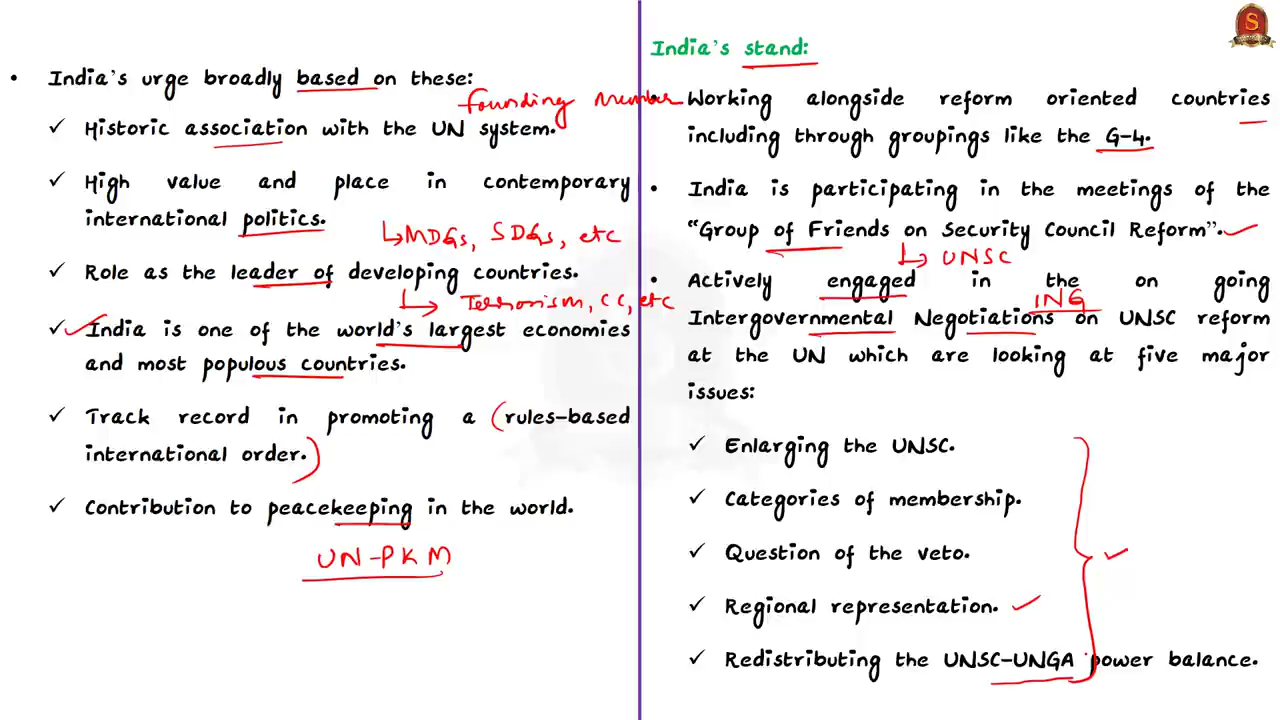 • India's urge broadly based on these:
founding member
✓ Historic association with the UN system.
✓ High value and place in contemporary
international politics.
↳ MDGs, SDGs, etc
✓ Role as the leader of developing countries.
↳ Terrorism, CC, etc
✓ India is one of the world's largest economies
and most populous countries.
✓ Track record in promoting a (rules-based
international order.)
✓ Contribution to peacekeeping in the world.
UN-PKM
India's stand:
• Working alongside reform oriented countries
including through groupings like the G-4.
• India is participating in the meetings of the
“Group of Friends on Security Council Reform”.
↳ UNSC
• Actively engaged in the on going
ING
Intergovernmental Negotiations on UNSC reform
at the UN which are looking at five major
issues:
✓ Enlarging the UNSC.
✓ Categories of membership.
✓ Question of the veto.
✓ Regional representation.
✓ Redistributing the UNSC-UNGA power balance.
S